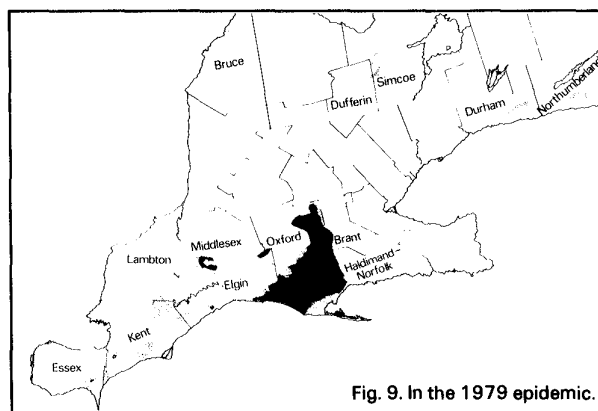 Bruce
Simcoe
Dufferin
Durham
Northumberland
Oxford
Brant
Middlesex
Lambton
Haldimand-
Norfolk
Elgin
Kent
Essex
Fig. 9. In the 1979 epidemic.